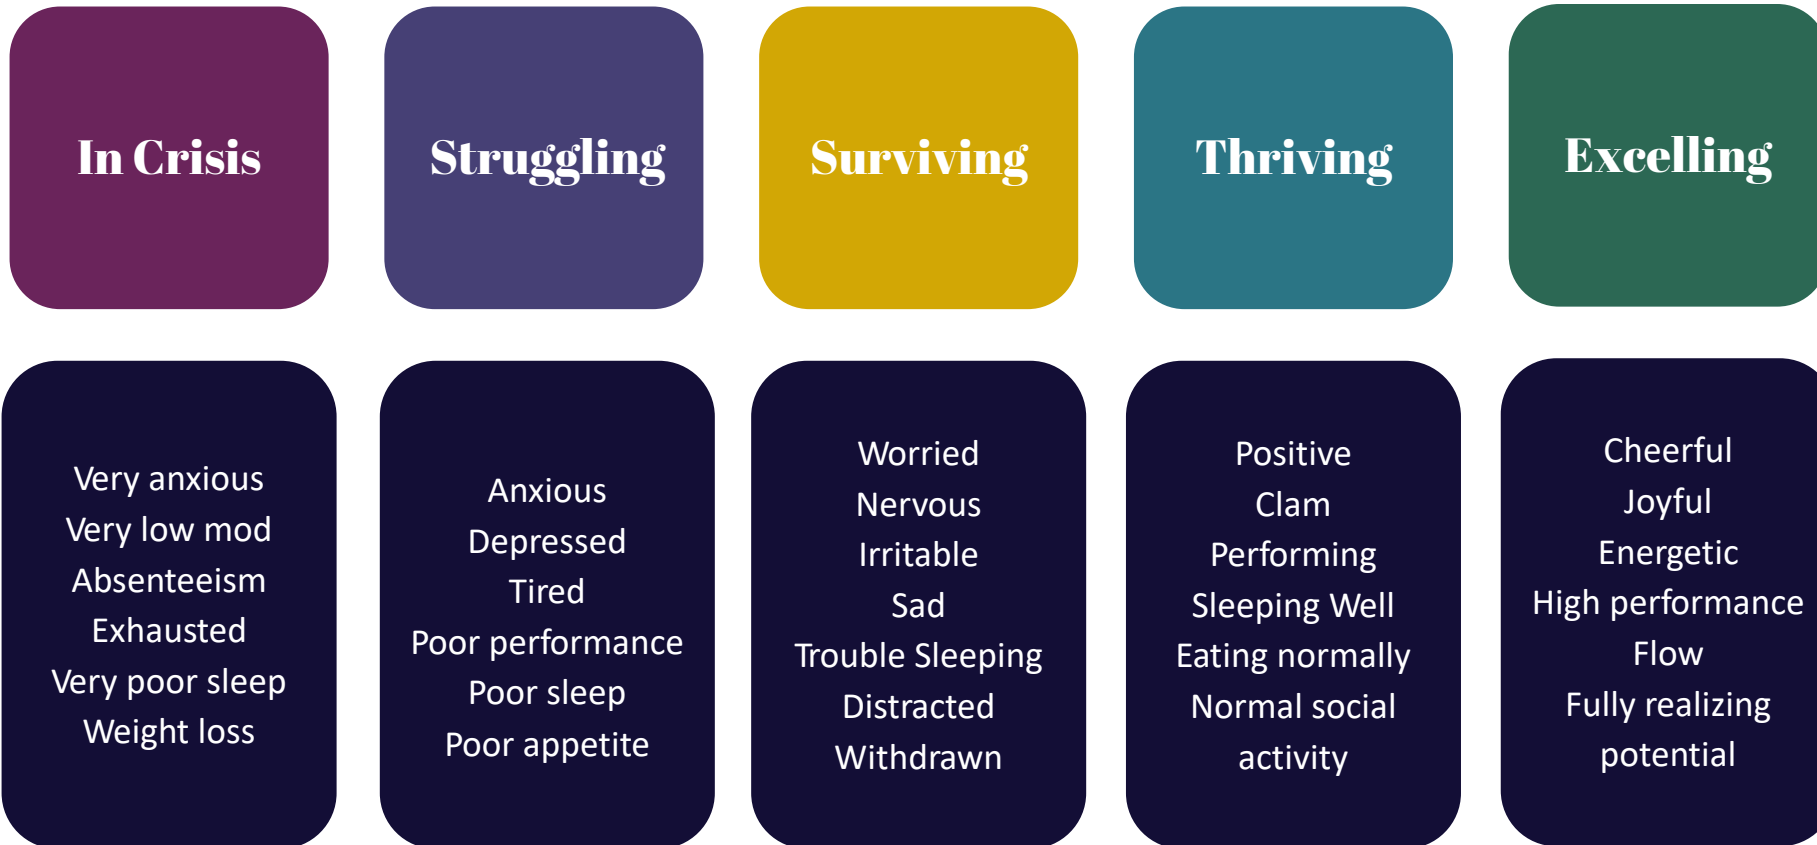 In Crisis
Struggling
Surviving
Thriving
Excelling
Very anxious
Very low mod
Absenteeism
Exhausted
Very poor sleep
Weight loss
Anxious
Depressed
Tired
Poor performance
Poor sleep
Poor appetite
Worried
Nervous
Irritable
Sad
Trouble Sleeping
Distracted
Withdrawn
Positive
Clam
Performing
Sleeping Well
Eating normally
Normal social
activity
Cheerful
Joyful
Energetic
High performance
Flow
Fully realizing
potential